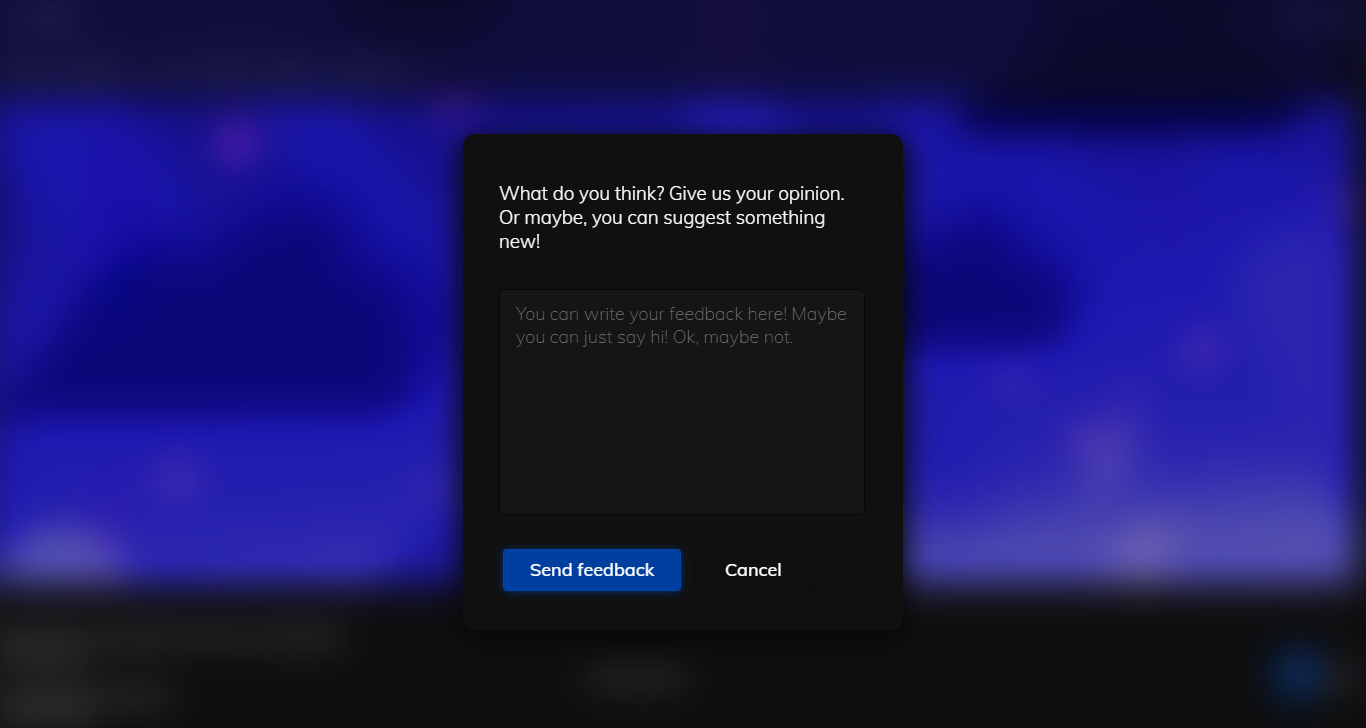 What do you think? Give us your opinion.
Or maybe, you can suggest something
new!
You can write your feedback here! Maybe
you can just say hi! Ok, maybe not.
Send feedback
Cancel